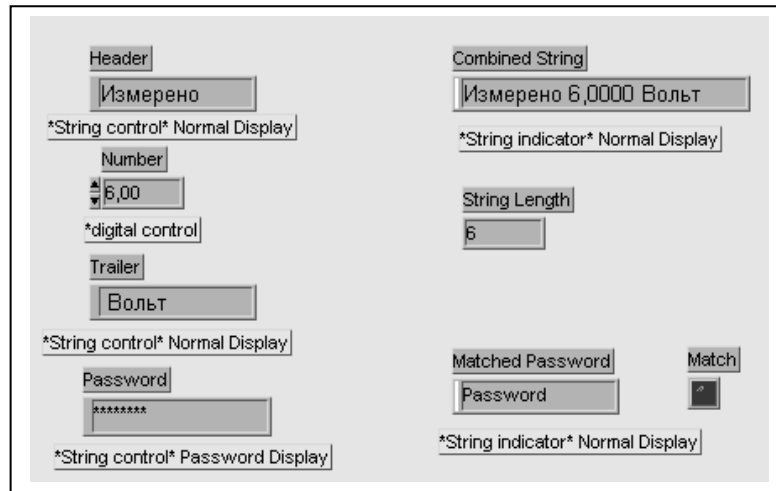 Header
Измерено
*String control* Normal Display
Number
6,00
*digital control
Trailer
Вольт
*String control* Normal Display
Password
********
*String control* Password Display
Combined String
Измерено 6,0000 Вольт
*String indicator* Normal Display
String Length
6
Matched Password
Password
Match
*String indicator* Normal Display